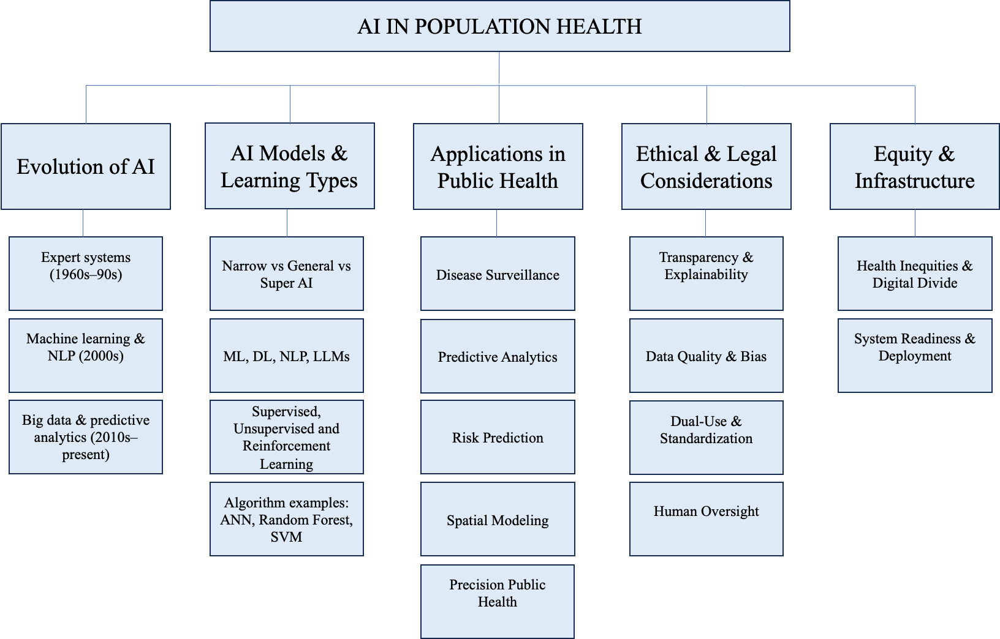 AI IN POPULATION HEALTH
Evolution of AI
Expert systems
(1960s–90s)
Machine learning &
NLP (2000s)
Big data & predictive
analytics (2010s–
present)
AI Models &
Learning Types
Narrow vs General vs
Super AI
ML, DL, NLP, LLMs
Supervised,
Unsupervised and
Reinforcement
Learning
Algorithm examples:
ANN, Random Forest,
SVM
Applications in
Public Health
Disease Surveillance
Predictive Analytics
Risk Prediction
Spatial Modeling
Precision Public
Health
Ethical & Legal
Considerations
Transparency &
Explainability
Data Quality & Bias
Dual-Use &
Standardization
Human Oversight
Equity &
Infrastructure
Health Inequities &
Digital Divide
System Readiness &
Deployment